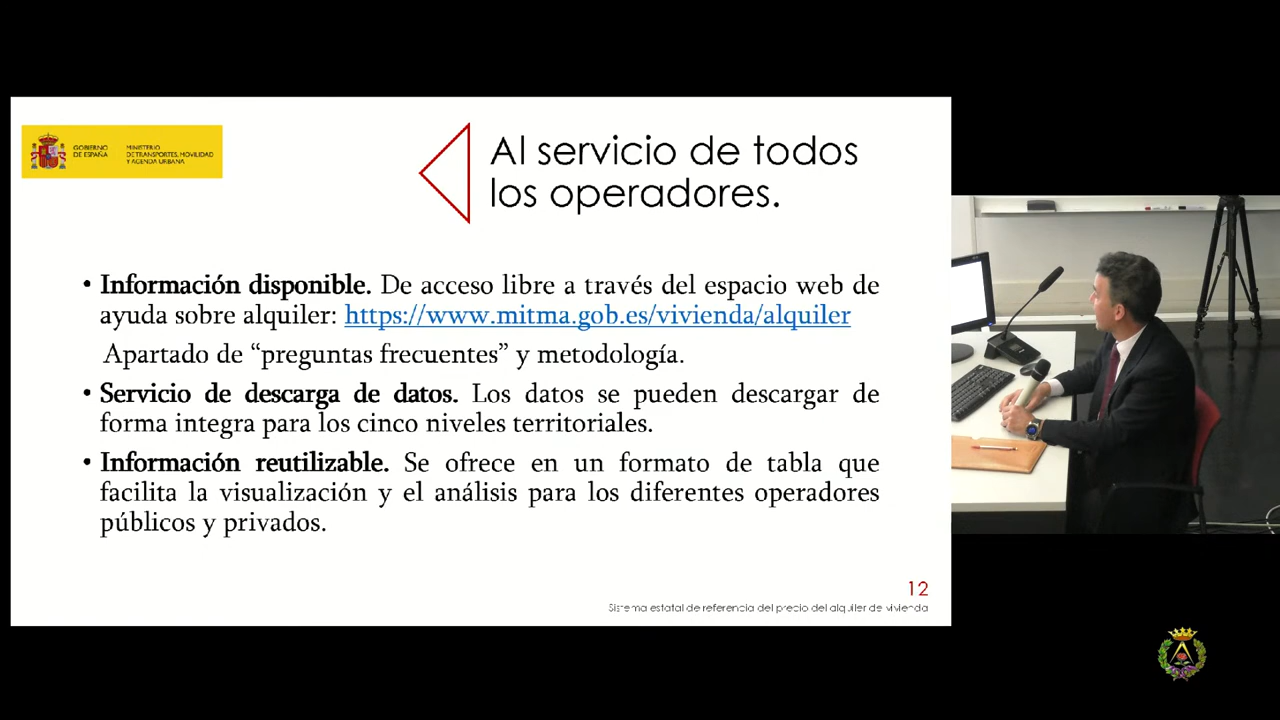 GOBIERNO
DE ESPAÑA
MINISTERIO
DE TRANSPORTES, MOVILIDAD
Y AGENDA URBANA
Al servicio de todos
los operadores.
• Información disponible. De acceso libre a través del espacio web de
ayuda sobre alquiler: https://www.mitma.gob.es/vivienda/alquiler
Apartado de “preguntas frecuentes” y metodología.
• Servicio de descarga de datos. Los datos se pueden descargar de
forma integra para los cinco niveles territoriales.
• Información reutilizable. Se ofrece en un formato de tabla que
facilita la visualización y el análisis para los diferentes operadores
públicos y privados.
12
Sistema estatal de referencia del precio del alquiler de vivienda